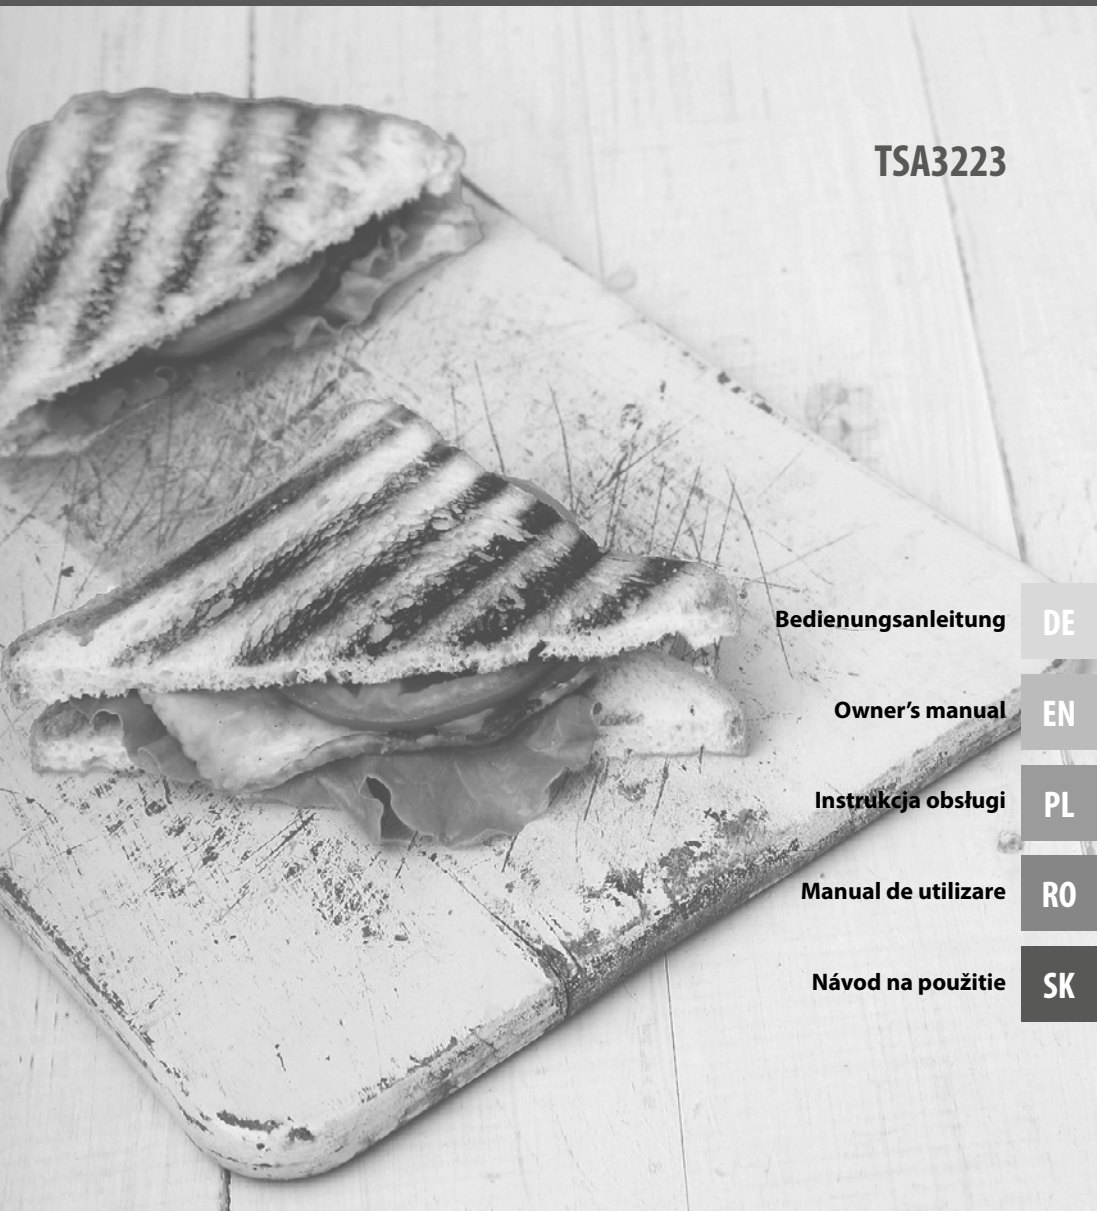 TSA3223
Bedienungsanleitung DE
Owner’s manual EN
Instrukcja obsługi PL
Manual de utilizare RO
Návod na použitie SK